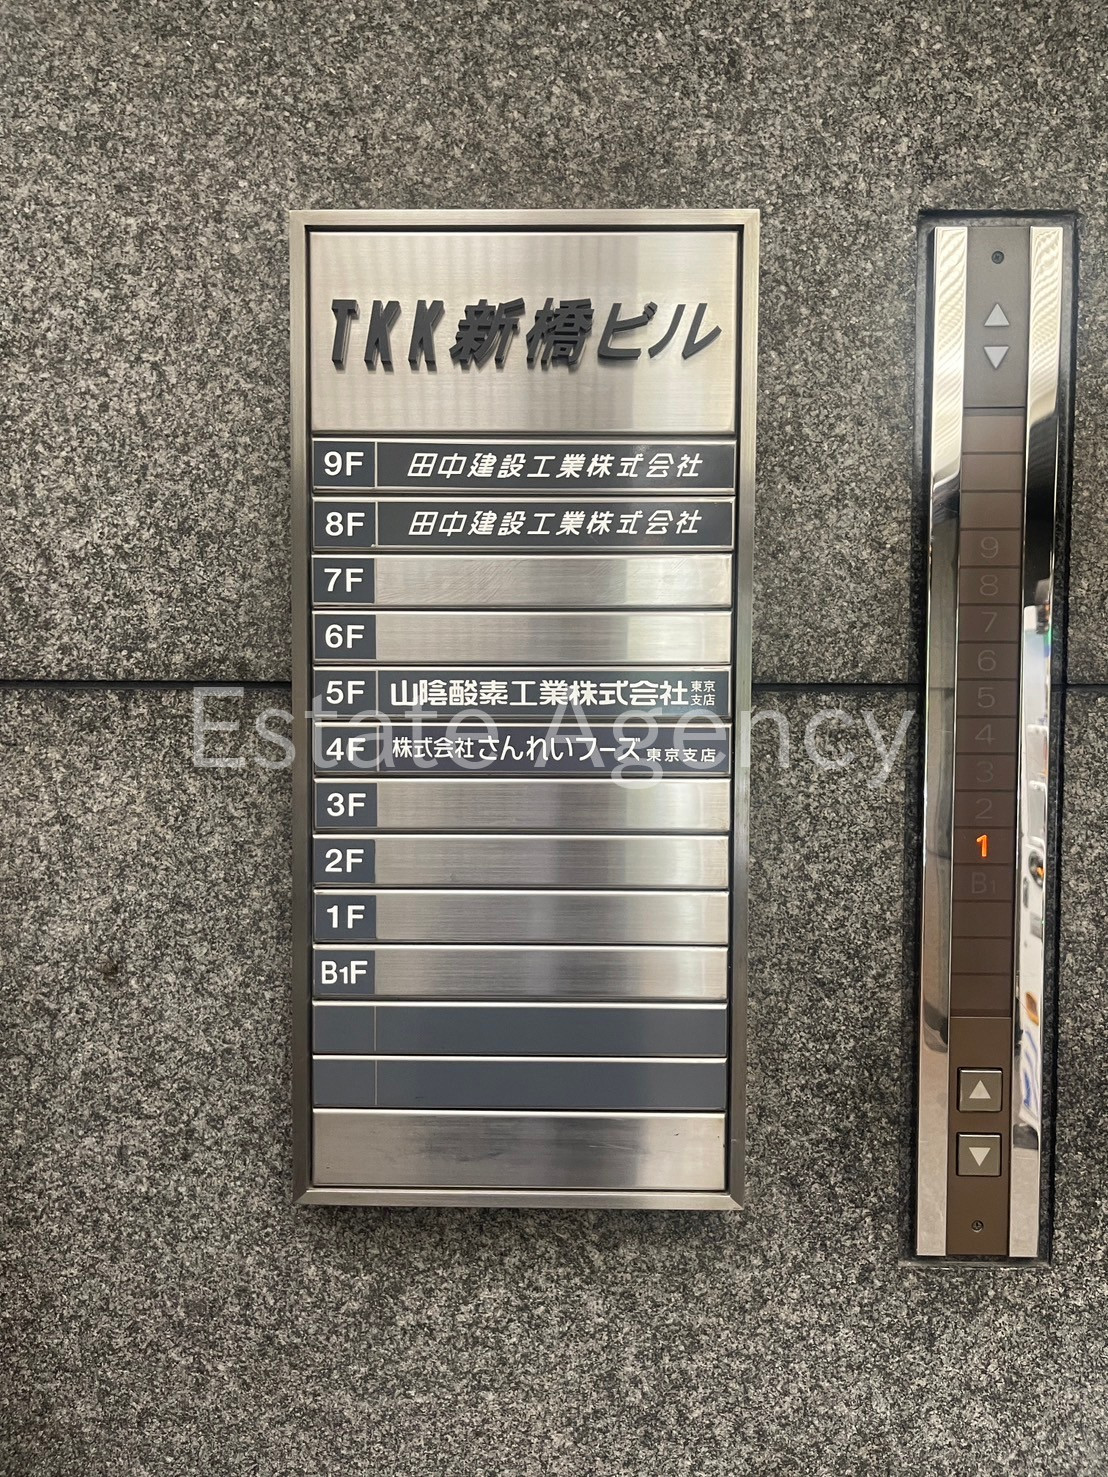 TKK新橋ビル
9F 田中建設工業株式会社
8F 田中建設工業株式会社
7F
6F
5F 山陰酸素工業株式会社 東京支店
4F 株式会社さんれいフーズ 東京支店
3F
2F
1F
B1F
Estate Agency
9
8
7
6
5
4
3
2
1
B1